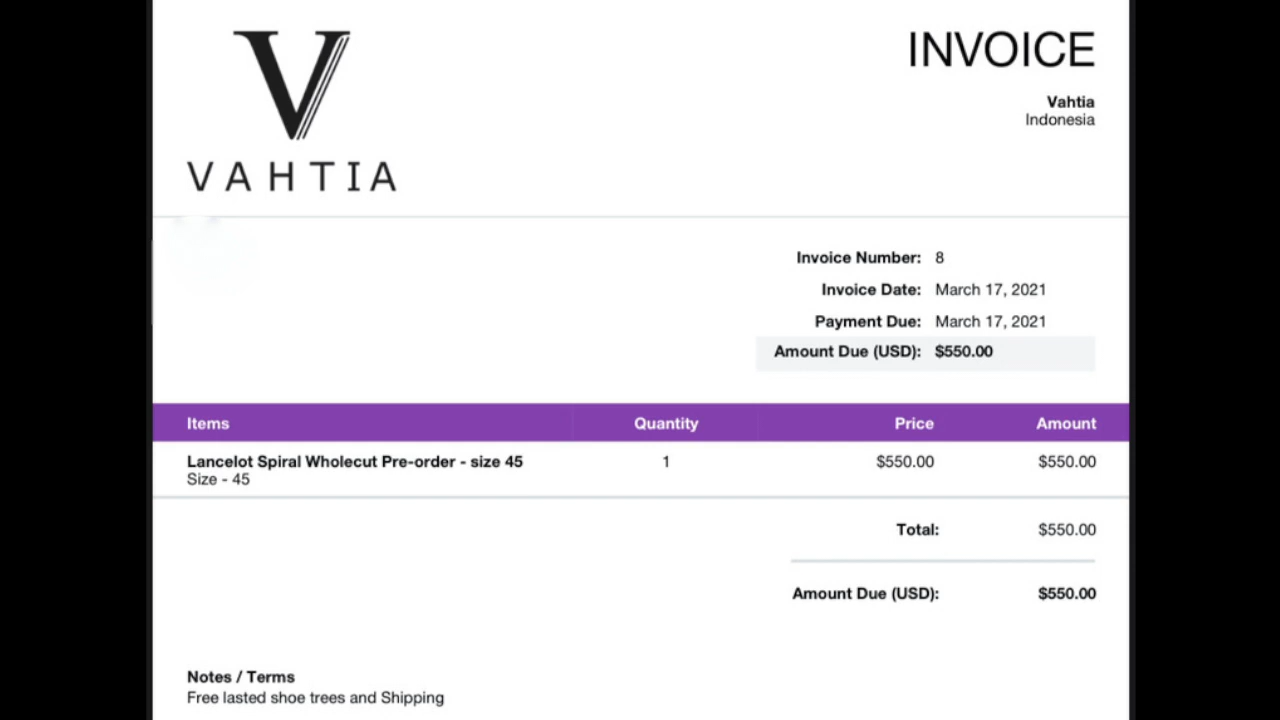 V
VAHTIA
INVOICE
Vahtia
Indonesia
Invoice Number: 8
Invoice Date: March 17, 2021
Payment Due: March 17, 2021
Amount Due (USD): $550.00
Items Quantity Price Amount
Lancelot Spiral Wholecut Pre-order - size 45 1 $550.00 $550.00
Size - 45
Total: $550.00
Amount Due (USD): $550.00
Notes / Terms
Free lasted shoe trees and Shipping